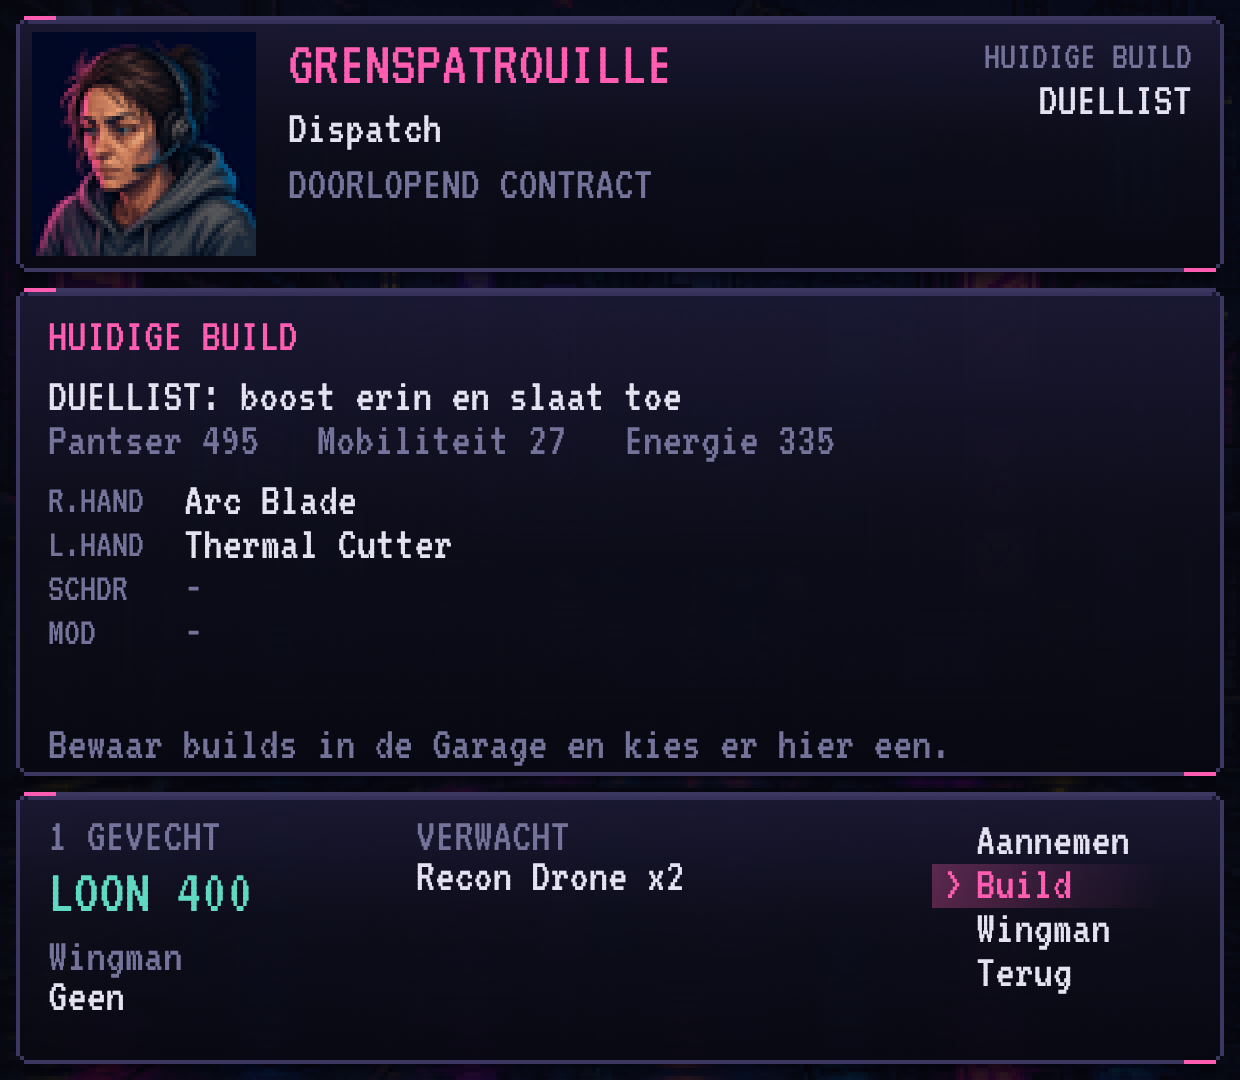 GRENSPATROUILLE
Dispatch
DOORLOPEND CONTRACT
HUIDIGE BUILD
DUELLIST
HUIDIGE BUILD
DUELLIST: boost erin en slaat toe
Pantser 495 Mobiliteit 27 Energie 335
R.HAND Arc Blade
L.HAND Thermal Cutter
SCHDR -
MOD -
Bewaar builds in de Garage en kies er hier een.
1 GEVECHT
LOON 400
Wingman
Geen
VERWACHT
Recon Drone x2
Aannemen
> Build
Wingman
Terug